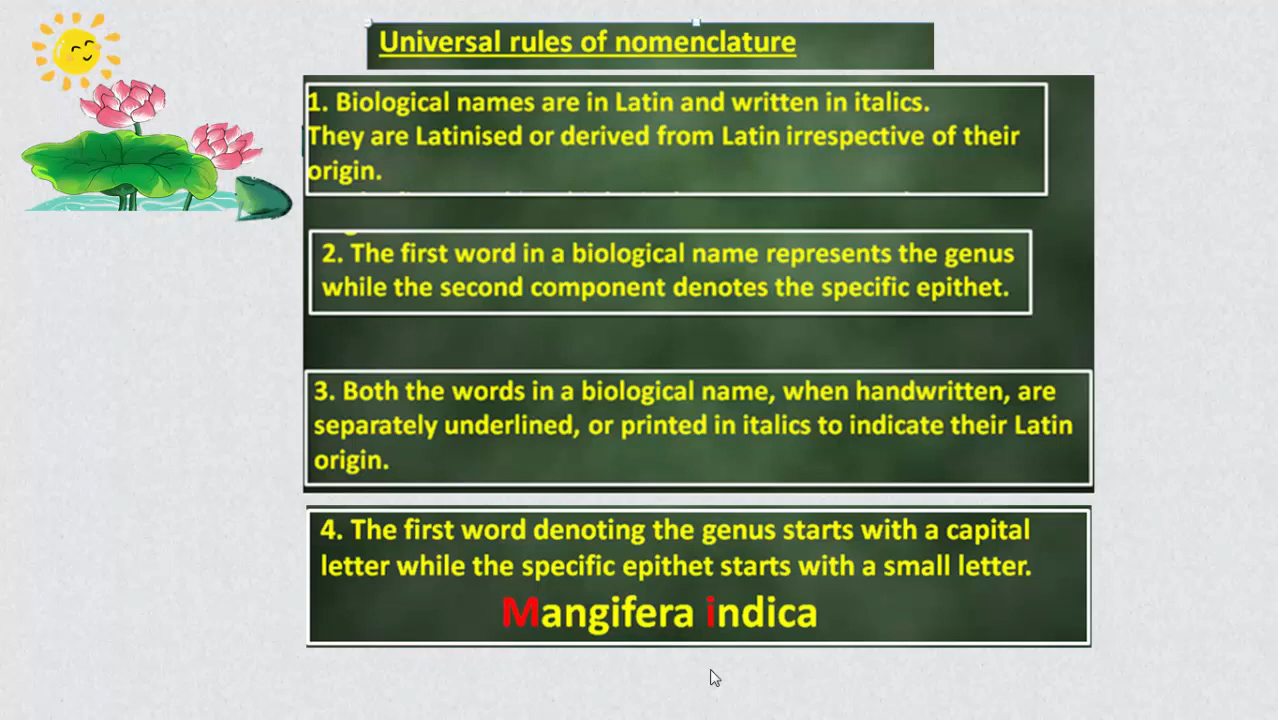 Universal rules of nomenclature
1. Biological names are in Latin and written in italics.
They are Latinised or derived from Latin irrespective of their
origin.
2. The first word in a biological name represents the genus
while the second component denotes the specific epithet.
3. Both the words in a biological name, when handwritten, are
separately underlined, or printed in italics to indicate their Latin
origin.
4. The first word denoting the genus starts with a capital
letter while the specific epithet starts with a small letter.
Mangifera indica